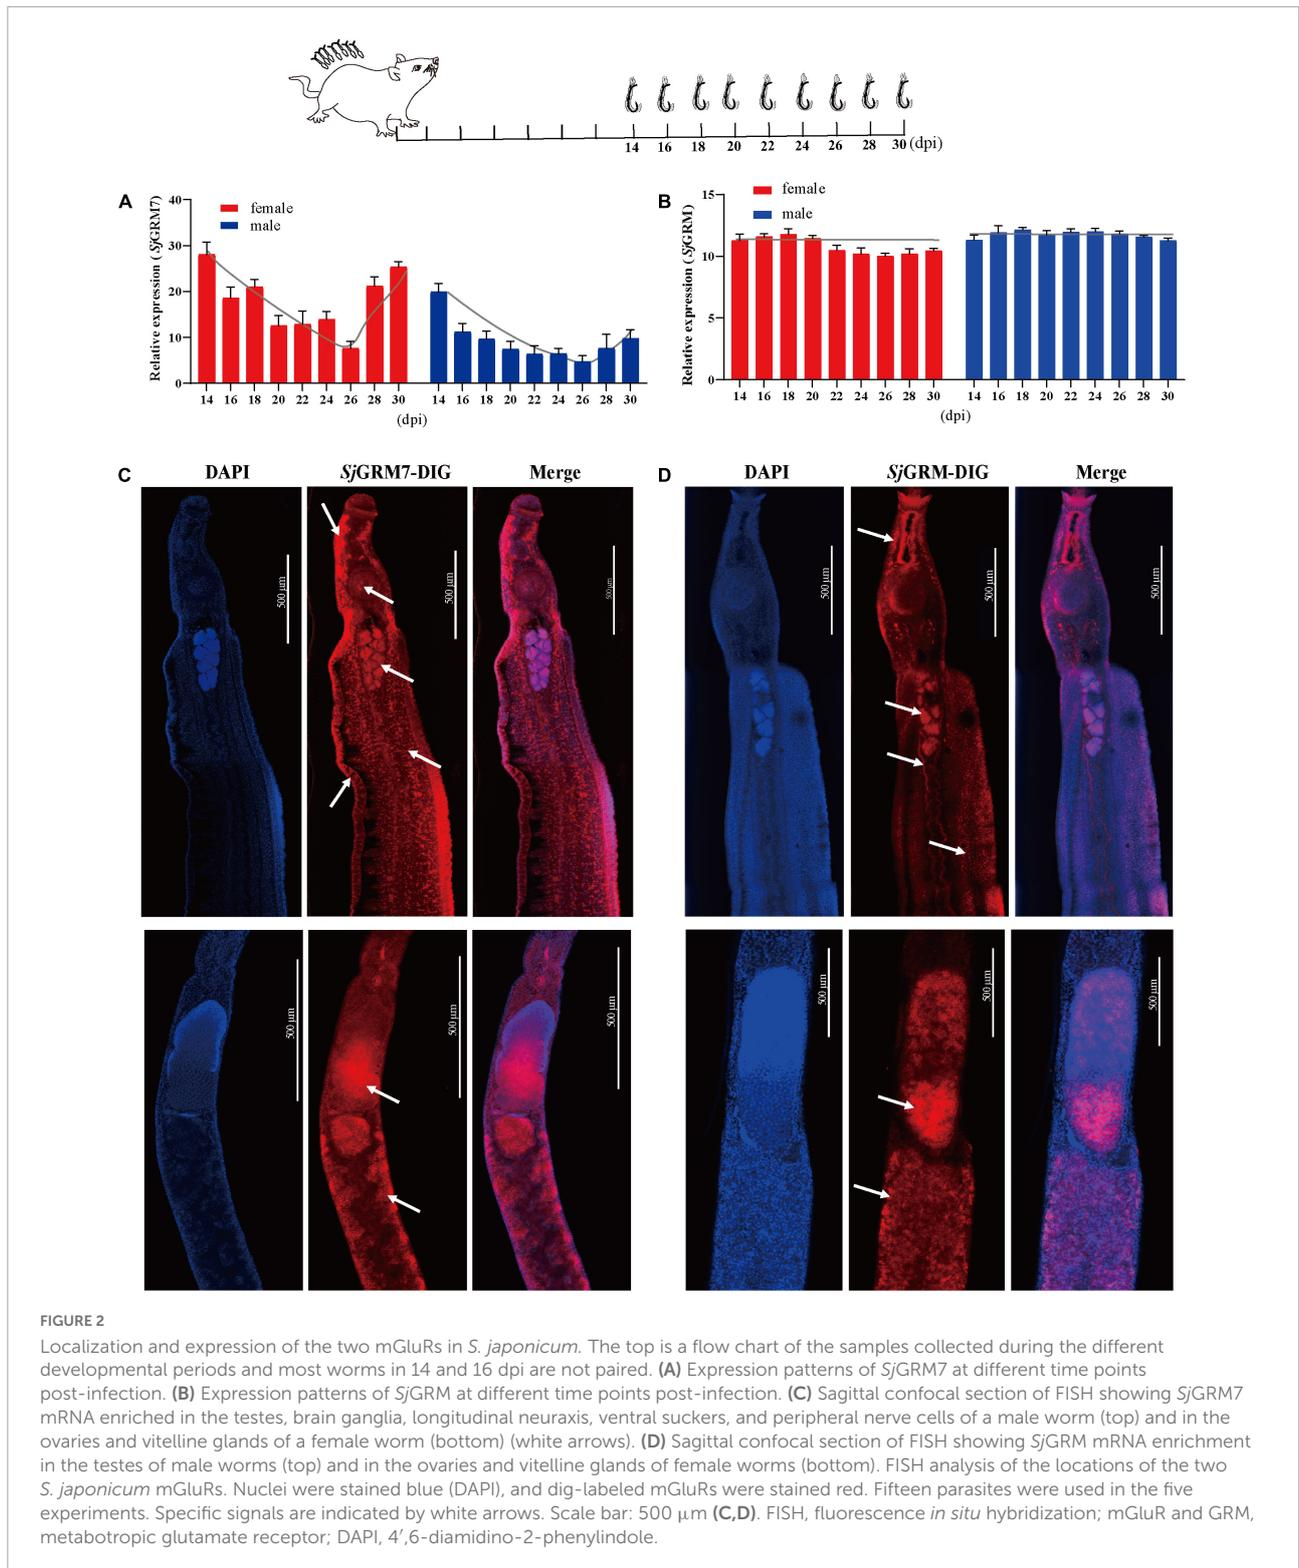 14 16 18 20 22 24 26 28 30 (dpi)
A
Relative expression (SjGRM7)
40
30
20
10
0
female
male
14 16 18 20 22 24 26 28 30 14 16 18 20 22 24 26 28 30
(dpi)
B
Relative expression (SjGRM)
15
10
5
0
female
male
14 16 18 20 22 24 26 28 30 14 16 18 20 22 24 26 28 30
(dpi)
C DAPI SjGRM7-DIG Merge
500 µm 500 µm 500 µm
500 µm 500 µm 500 µm
D DAPI SjGRM-DIG Merge
500 µm 500 µm 500 µm
500 µm 500 µm 500 µm
FIGURE 2
Localization and expression of the two mGluRs in S. japonicum. The top is a flow chart of the samples collected during the different
developmental periods and most worms in 14 and 16 dpi are not paired. (A) Expression patterns of SjGRM7 at different time points
post-infection. (B) Expression patterns of SjGRM at different time points post-infection. (C) Sagittal confocal section of FISH showing SjGRM7
mRNA enriched in the testes, brain ganglia, longitudinal neuraxis, ventral suckers, and peripheral nerve cells of a male worm (top) and in the
ovaries and vitelline glands of a female worm (bottom) (white arrows). (D) Sagittal confocal section of FISH showing SjGRM mRNA enrichment
in the testes of male worms (top) and in the ovaries and vitelline glands of female worms (bottom). FISH analysis of the locations of the two
S. japonicum mGluRs. Nuclei were stained blue (DAPI), and dig-labeled mGluRs were stained red. Fifteen parasites were used in the five
experiments. Specific signals are indicated by white arrows. Scale bar: 500 µm (C,D). FISH, fluorescence in situ hybridization; mGluR and GRM,
metabotropic glutamate receptor; DAPI, 4′,6-diamidino-2-phenylindole.